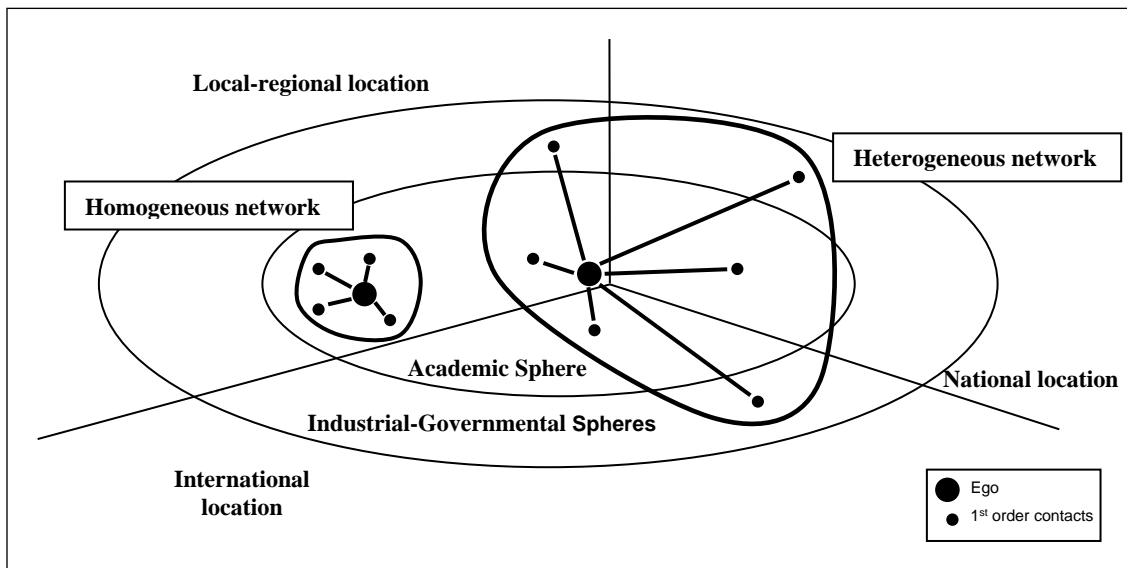 Local-regional location
Heterogeneous network
Homogeneous network
Academic Sphere
National location
Industrial-Governmental Spheres
International
location
Ego
1st order contacts